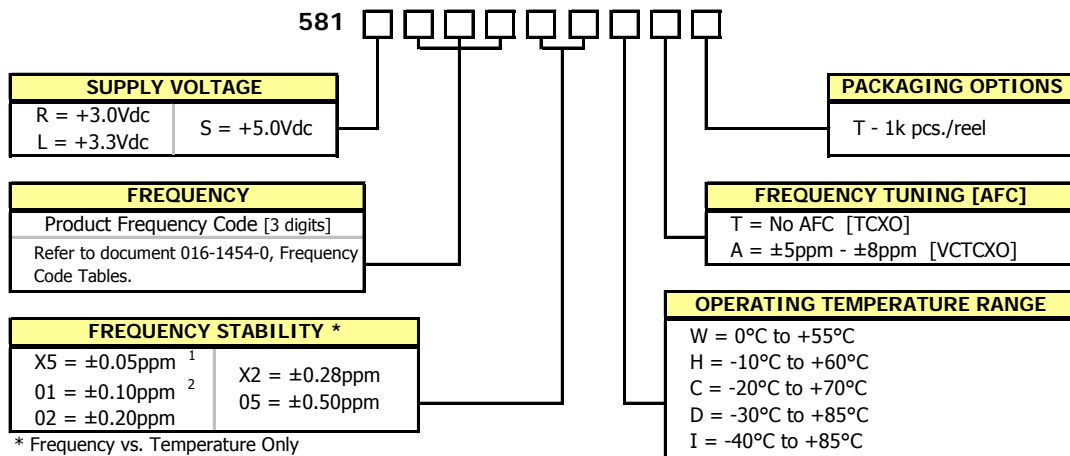 581
SUPPLY VOLTAGE
R = +3.0Vdc
L = +3.3Vdc
S = +5.0Vdc
PACKAGING OPTIONS
T - 1k pcs./reel
FREQUENCY
Product Frequency Code [3 digits]
Refer to document 016-1454-0, Frequency
Code Tables.
FREQUENCY TUNING [AFC]
T = No AFC [TCXO]
A = ±5ppm - ±8ppm [VCTCXO]
FREQUENCY STABILITY *
X5 = ±0.05ppm 1
01 = ±0.10ppm 2
02 = ±0.20ppm
X2 = ±0.28ppm
05 = ±0.50ppm
* Frequency vs. Temperature Only
OPERATING TEMPERATURE RANGE
W = 0°C to +55°C
H = -10°C to +60°C
C = -20°C to +70°C
D = -30°C to +85°C
I = -40°C to +85°C